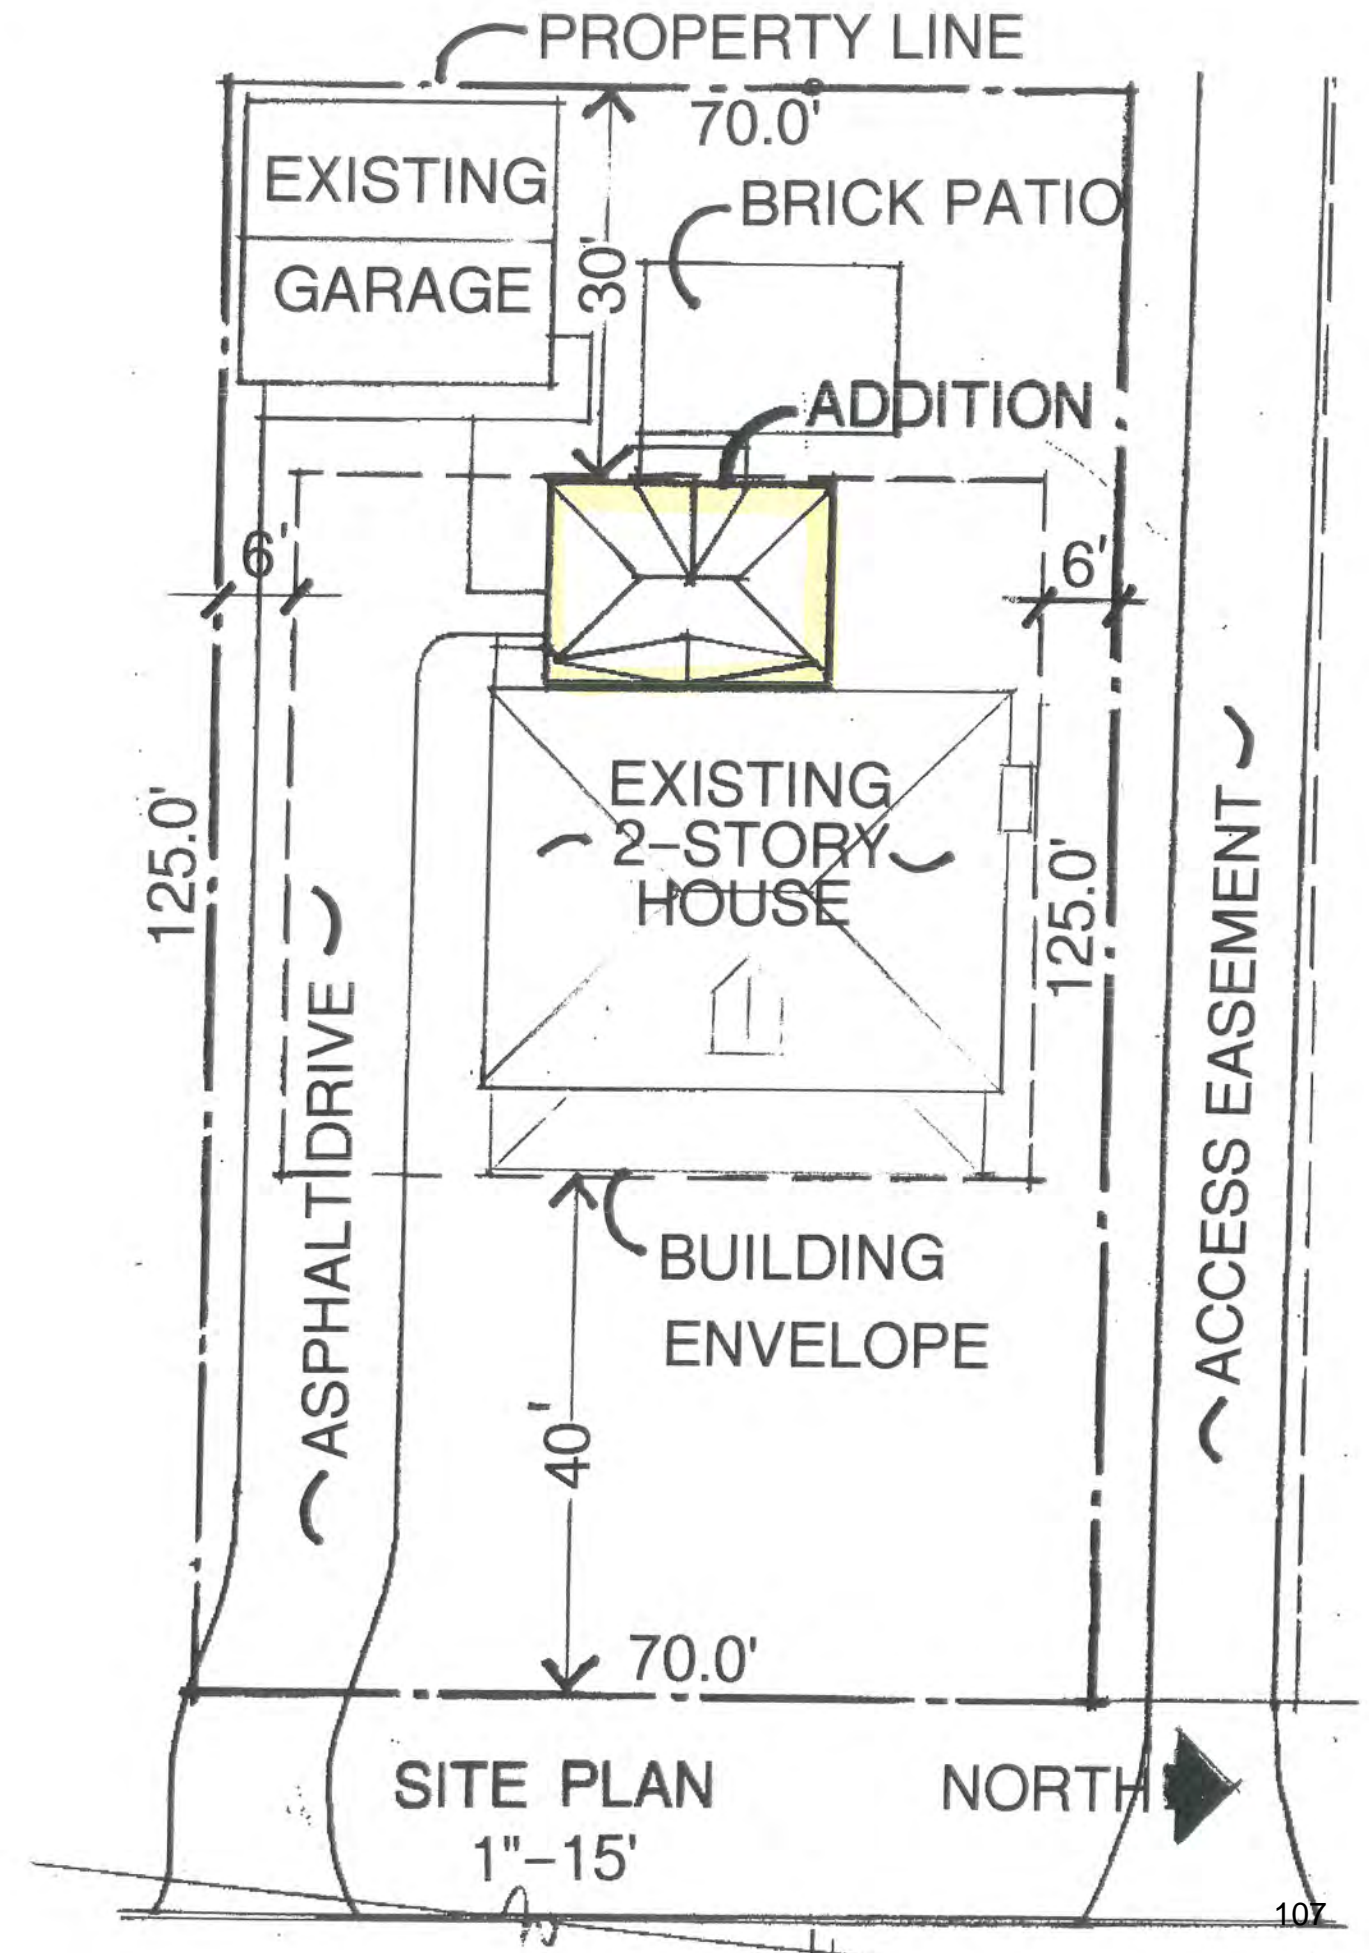 PROPERTY LINE
70.0'
EXISTING
GARAGE
BRICK PATIO
30'
ADDITION
6'
6'
EXISTING
2-STORY
HOUSE
125.0'
125.0'
ASPHALT DRIVE
ACCESS EASEMENT
BUILDING
ENVELOPE
40'
70.0'
SITE PLAN
1"-15'
NORTH
107